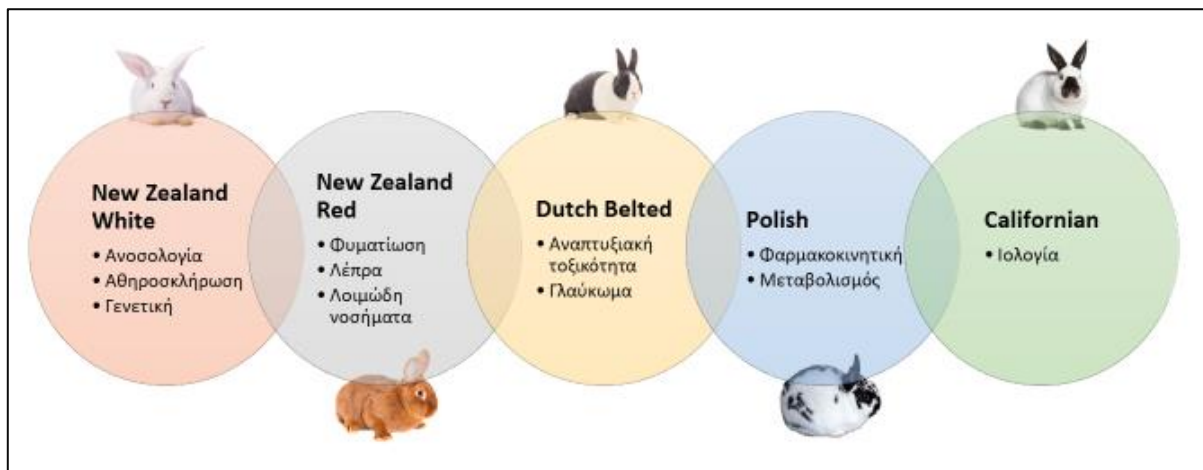 New Zealand
White
• Ανοσολογία
• Αθηροσκλήρωση
• Γενετική
New Zealand
Red
• Φυματίωση
• Λέπρα
• Λοιμώδη
νοσήματα
Dutch Belted
• Αναπτυξιακή
τοξικότητα
• Γλαύκωμα
Polish
• Φαρμακοκινητική
• Μεταβολισμός
Californian
• Ιολογία